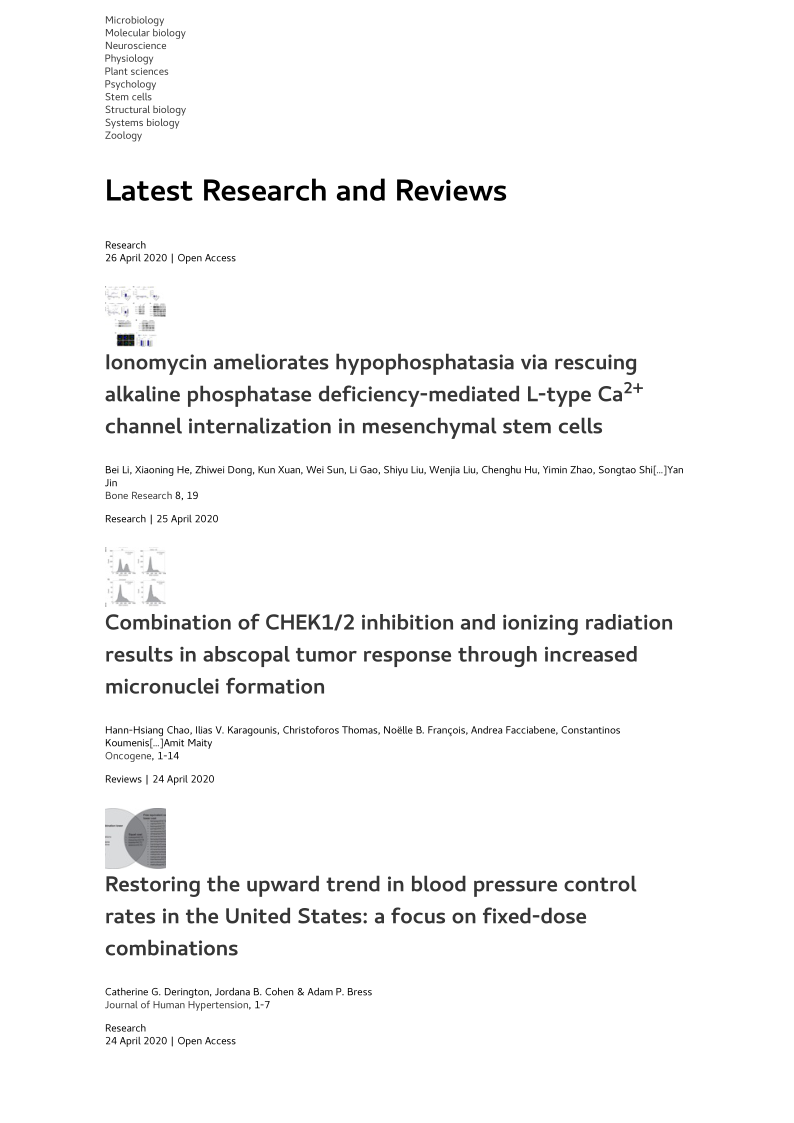 Microbiology
Molecular biology
Neuroscience
Physiology
Plant sciences
Psychology
Stem cells
Structural biology
Systems biology
Zoology
Latest Research and Reviews
Research
26 April 2020 | Open Access
Ionomycin ameliorates hypophosphatasia via rescuing
alkaline phosphatase deficiency-mediated L-type Ca2+
channel internalization in mesenchymal stem cells
Bei Li, Xiaoning He, Zhiwei Dong, Kun Xuan, Wei Sun, Li Gao, Shiyu Liu, Wenjia Liu, Chenghu Hu, Yimin Zhao, Songtao Shi[...]Yan
Jin
Bone Research 8, 19
Research | 25 April 2020
Combination of CHEK1/2 inhibition and ionizing radiation
results in abscopal tumor response through increased
micronuclei formation
Hann-Hsiang Chao, Ilias V. Karagounis, Christoforos Thomas, Noëlle B. François, Andrea Facciabene, Constantinos
Koumenis[...]Amit Maity
Oncogene, 1-14
Reviews | 24 April 2020
Restoring the upward trend in blood pressure control
rates in the United States: a focus on fixed-dose
combinations
Catherine G. Derington, Jordana B. Cohen & Adam P. Bress
Journal of Human Hypertension, 1-7
Research
24 April 2020 | Open Access